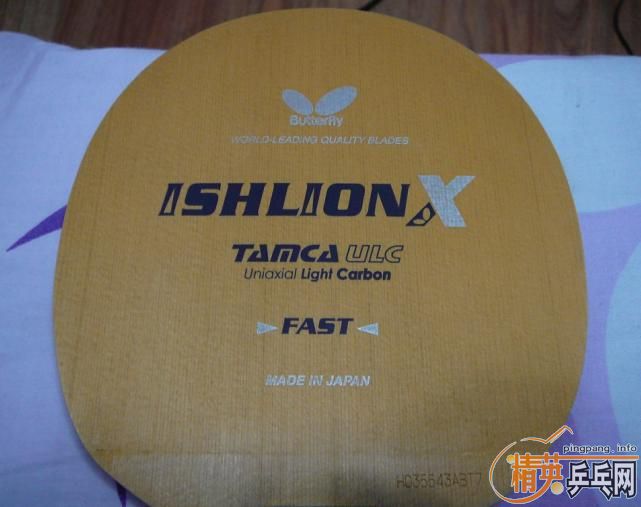 Butterfly
WORLD-LEADING QUALITY BLADES
ISHLION X
TAMCA ULC
Uniaxial Light Carbon
FAST
MADE IN JAPAN
HQ35543ABT7
pingpang.info
精英乒乓网